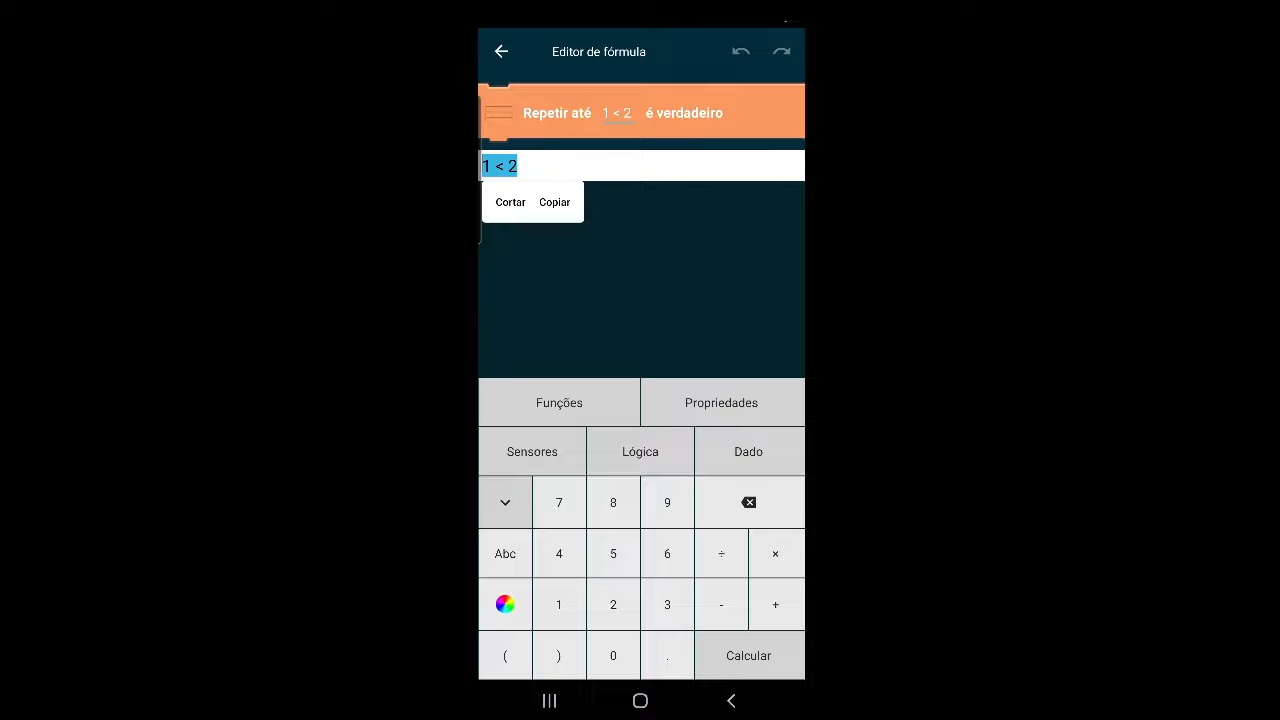 Editor de fórmula
Repetir até 1 < 2 é verdadeiro
1 < 2
Cortar Copiar
Funções Propriedades
Sensores Lógica Dado
7 8 9
Abc 4 5 6 ÷ ×
1 2 3 - +
( ) 0 . Calcular